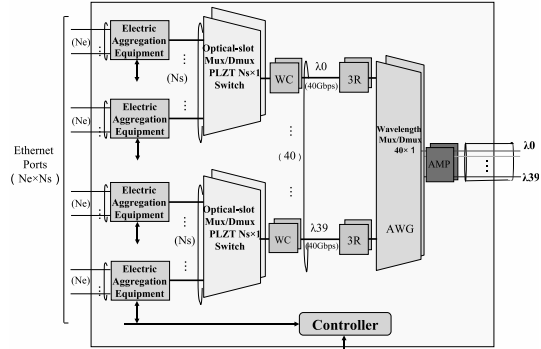 (Ne)
Electric
Aggregation
Equipment
(Ns)
Optical-slot
Mux/Dmux
PLZT Ns×1
Switch
WC
λ0
(40Gbps)
3R
(Ne)
Electric
Aggregation
Equipment
Ethernet
Ports
( Ne×Ns )
(40)
Wavelength
Mux/Dmux
40×1
AMP
λ0
λ39
(Ne)
Electric
Aggregation
Equipment
(Ns)
Optical-slot
Mux/Dmux
PLZT Ns×1
Switch
WC
λ39
(40Gbps)
3R
AWG
(Ne)
Electric
Aggregation
Equipment
Controller